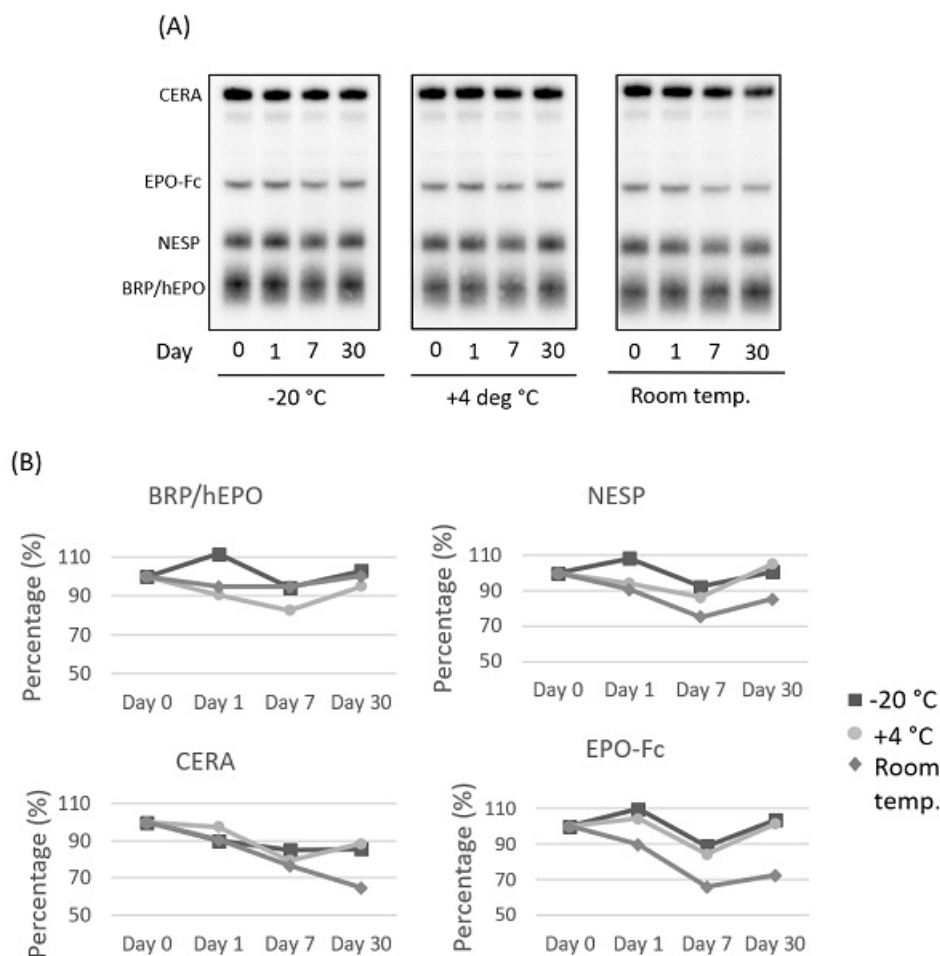 (A)
CERA
EPO-Fc
NESP
BRP/hEPO
Day 0 1 7 30 0 1 7 30 0 1 7 30
-20 °C +4 deg °C Room temp.
(B)
BRP/hEPO
Percentage (%)
110
90
70
50
Day 0 Day 1 Day 7 Day 30
NESP
Percentage (%)
110
90
70
50
Day 0 Day 1 Day 7 Day 30
CERA
Percentage (%)
110
90
70
50
Day 0 Day 1 Day 7 Day 30
EPO-Fc
Percentage (%)
110
90
70
50
Day 0 Day 1 Day 7 Day 30
-20 °C
+4 °C
Room
temp.